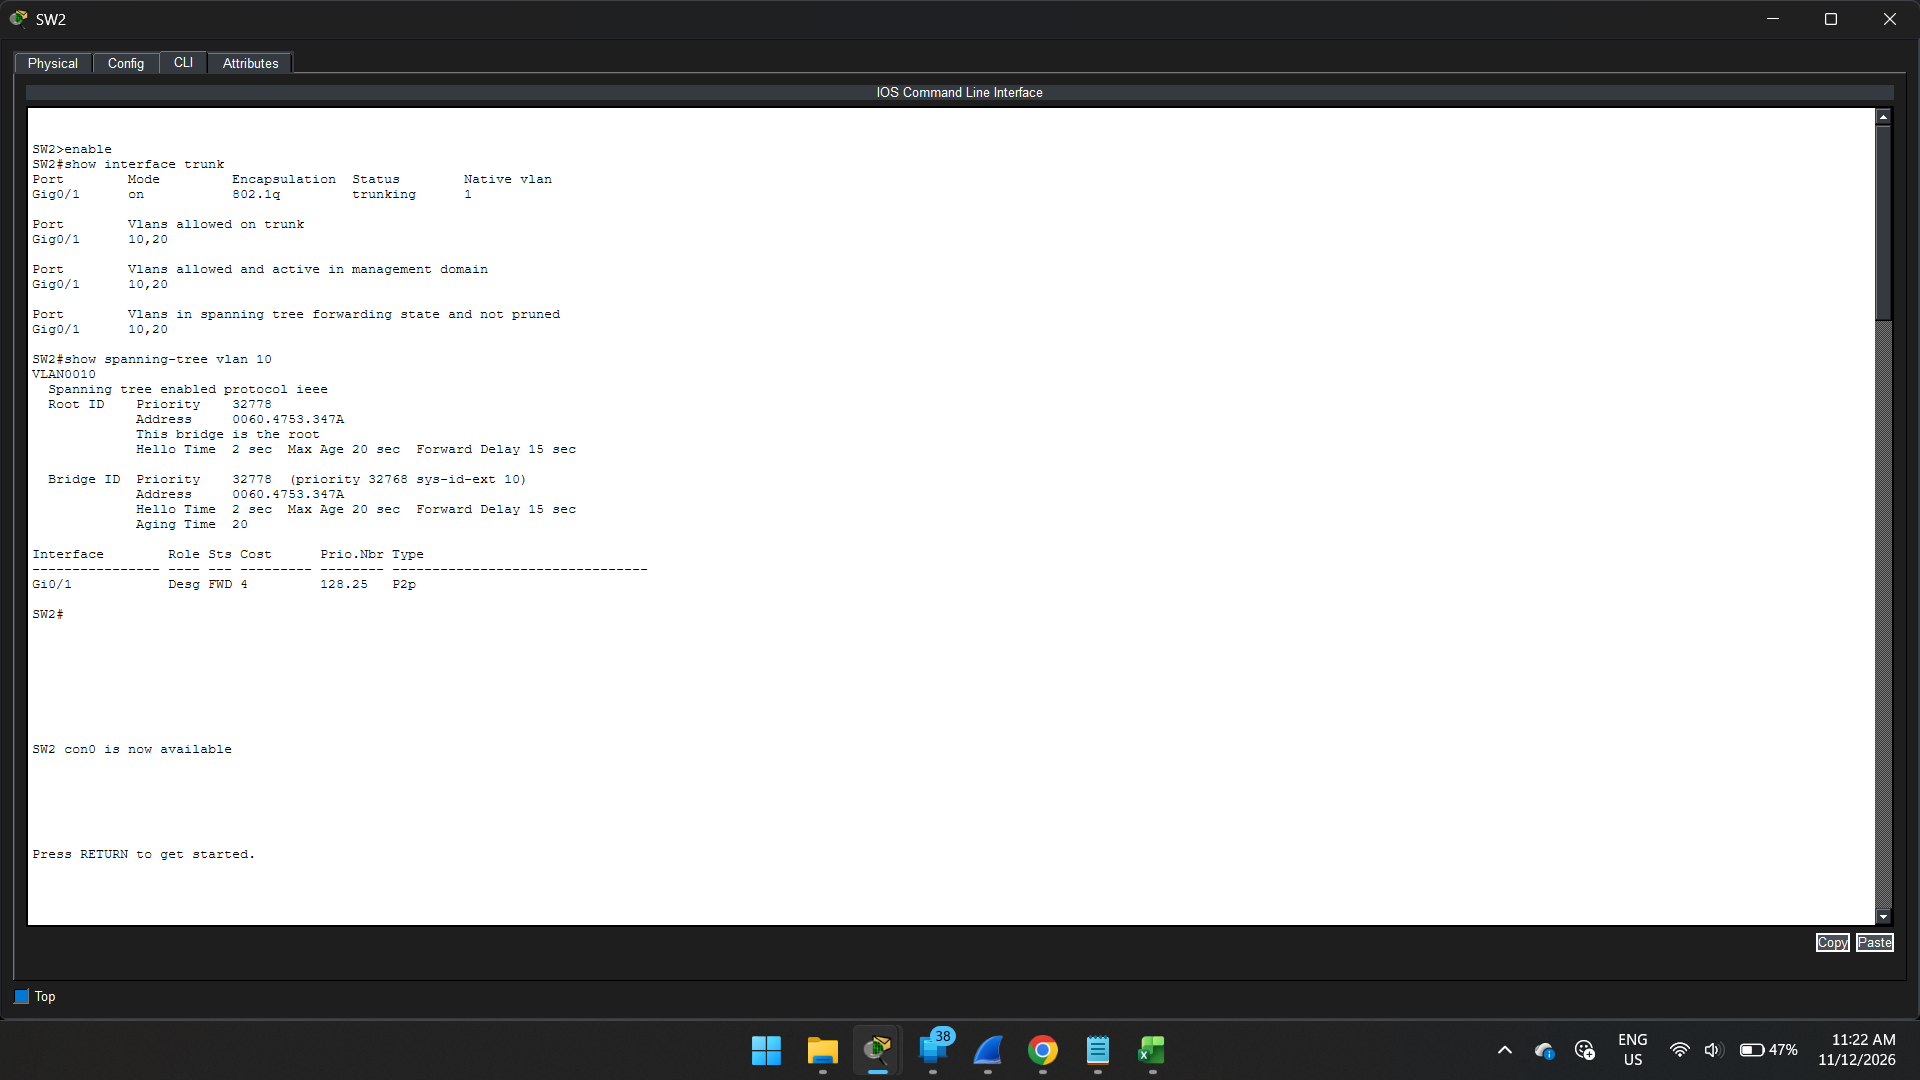 SW2
Physical Config CLI Attributes
IOS Command Line Interface
SW2>enable
SW2#show interface trunk
Port        Mode         Encapsulation  Status        Native vlan
Gig0/1      on           802.1q         trunking      1
Port        Vlans allowed on trunk
Gig0/1      10,20
Port        Vlans allowed and active in management domain
Gig0/1      10,20
Port        Vlans in spanning tree forwarding state and not pruned
Gig0/1      10,20
SW2#show spanning-tree vlan 10
VLAN0010
  Spanning tree enabled protocol ieee
  Root ID    Priority    32778
             Address     0060.4753.347A
             This bridge is the root
             Hello Time  2 sec  Max Age 20 sec  Forward Delay 15 sec
  Bridge ID  Priority    32778  (priority 32768 sys-id-ext 10)
             Address     0060.4753.347A
             Hello Time  2 sec  Max Age 20 sec  Forward Delay 15 sec
             Aging Time  20
Interface        Role Sts Cost      Prio.Nbr Type
---------------- ---- --- --------- -------- --------------------------------
Gi0/1            Desg FWD 4         128.25   P2p
SW2#
SW2 con0 is now available
Press RETURN to get started.
Copy Paste
Top
38
ENG
US
47%
11:22 AM
11/12/2026